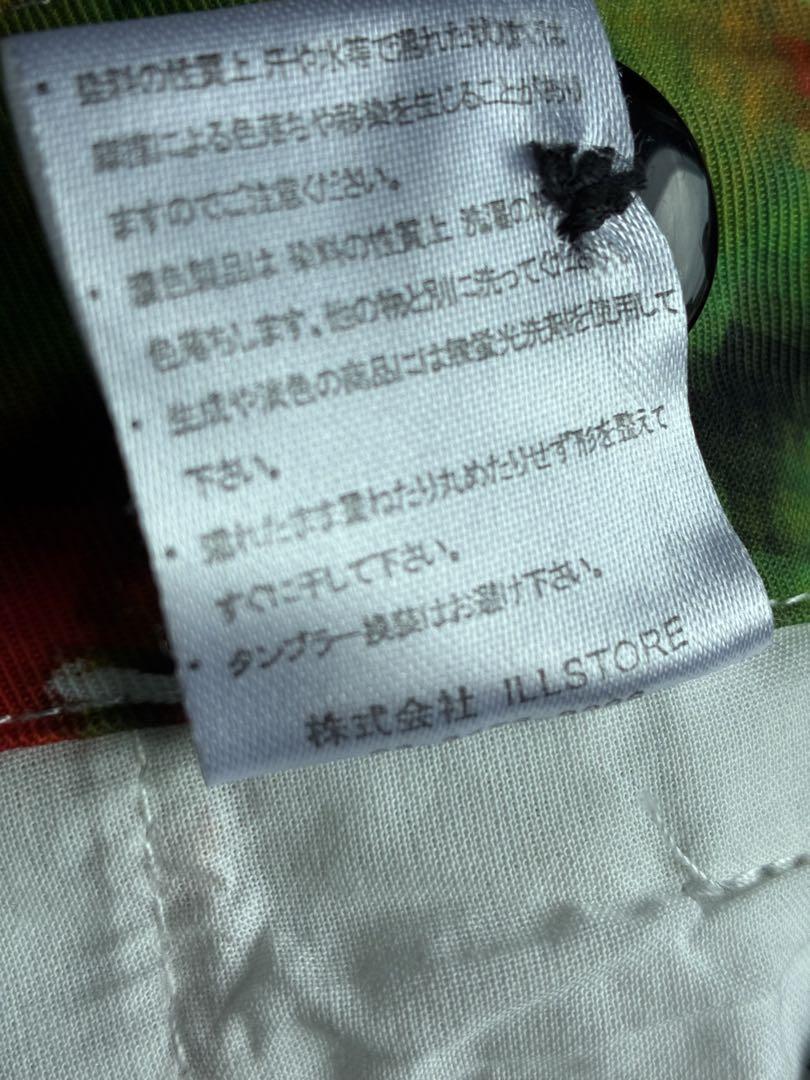 ・染料の性質上 汗や水等で濡れた状態では
摩擦による色落ちや移染を生じることがあり
ますのでご注意ください。
・濃色製品は 染料の性質上 洗濯の
色落ちします、他の物と別に洗ってください。
・生成や淡色の商品には無蛍光洗剤を使用して
下さい。
・濡れたまま重ねたり丸めたりせず形を整えて
すぐに干して下さい。
・タンブラー換装はお避け下さい。
株式会社 ILLSTORE